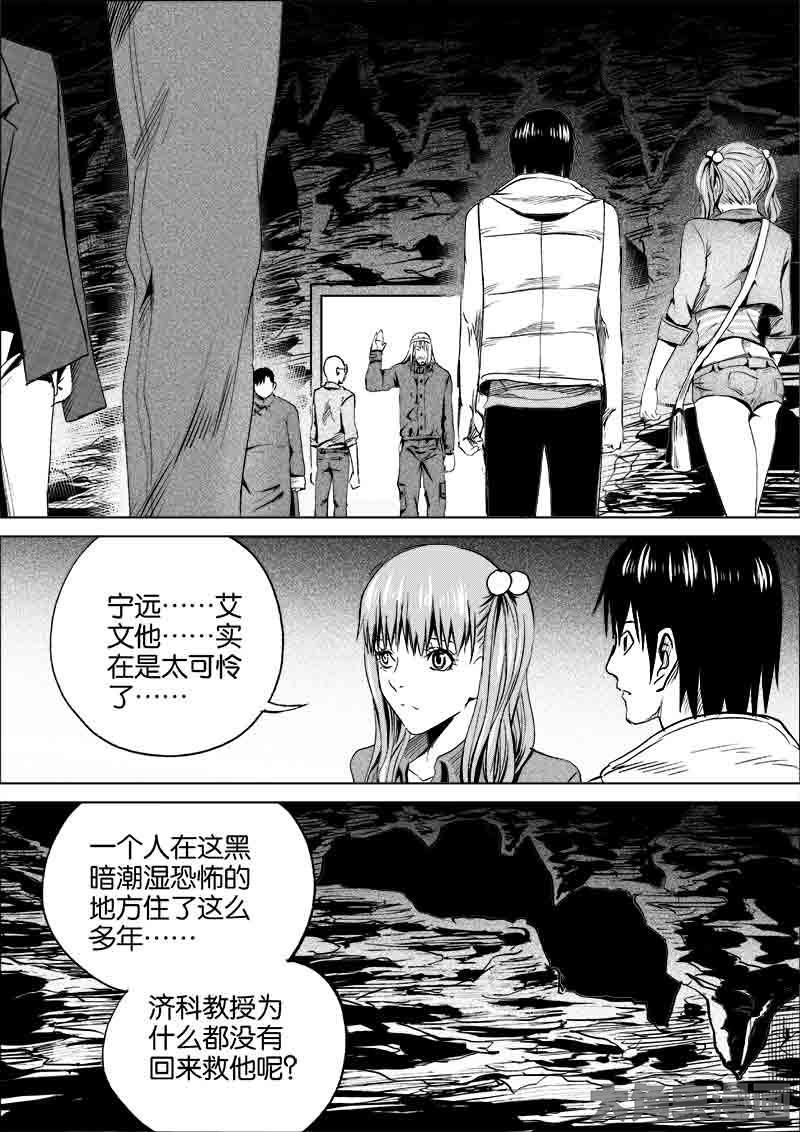 宁远……艾
文他……实
在是太可怜
了……
一个人在这黑
暗潮湿恐怖的
地方住了这么
多年……
济科教授为
什么都没有
回来救他呢?